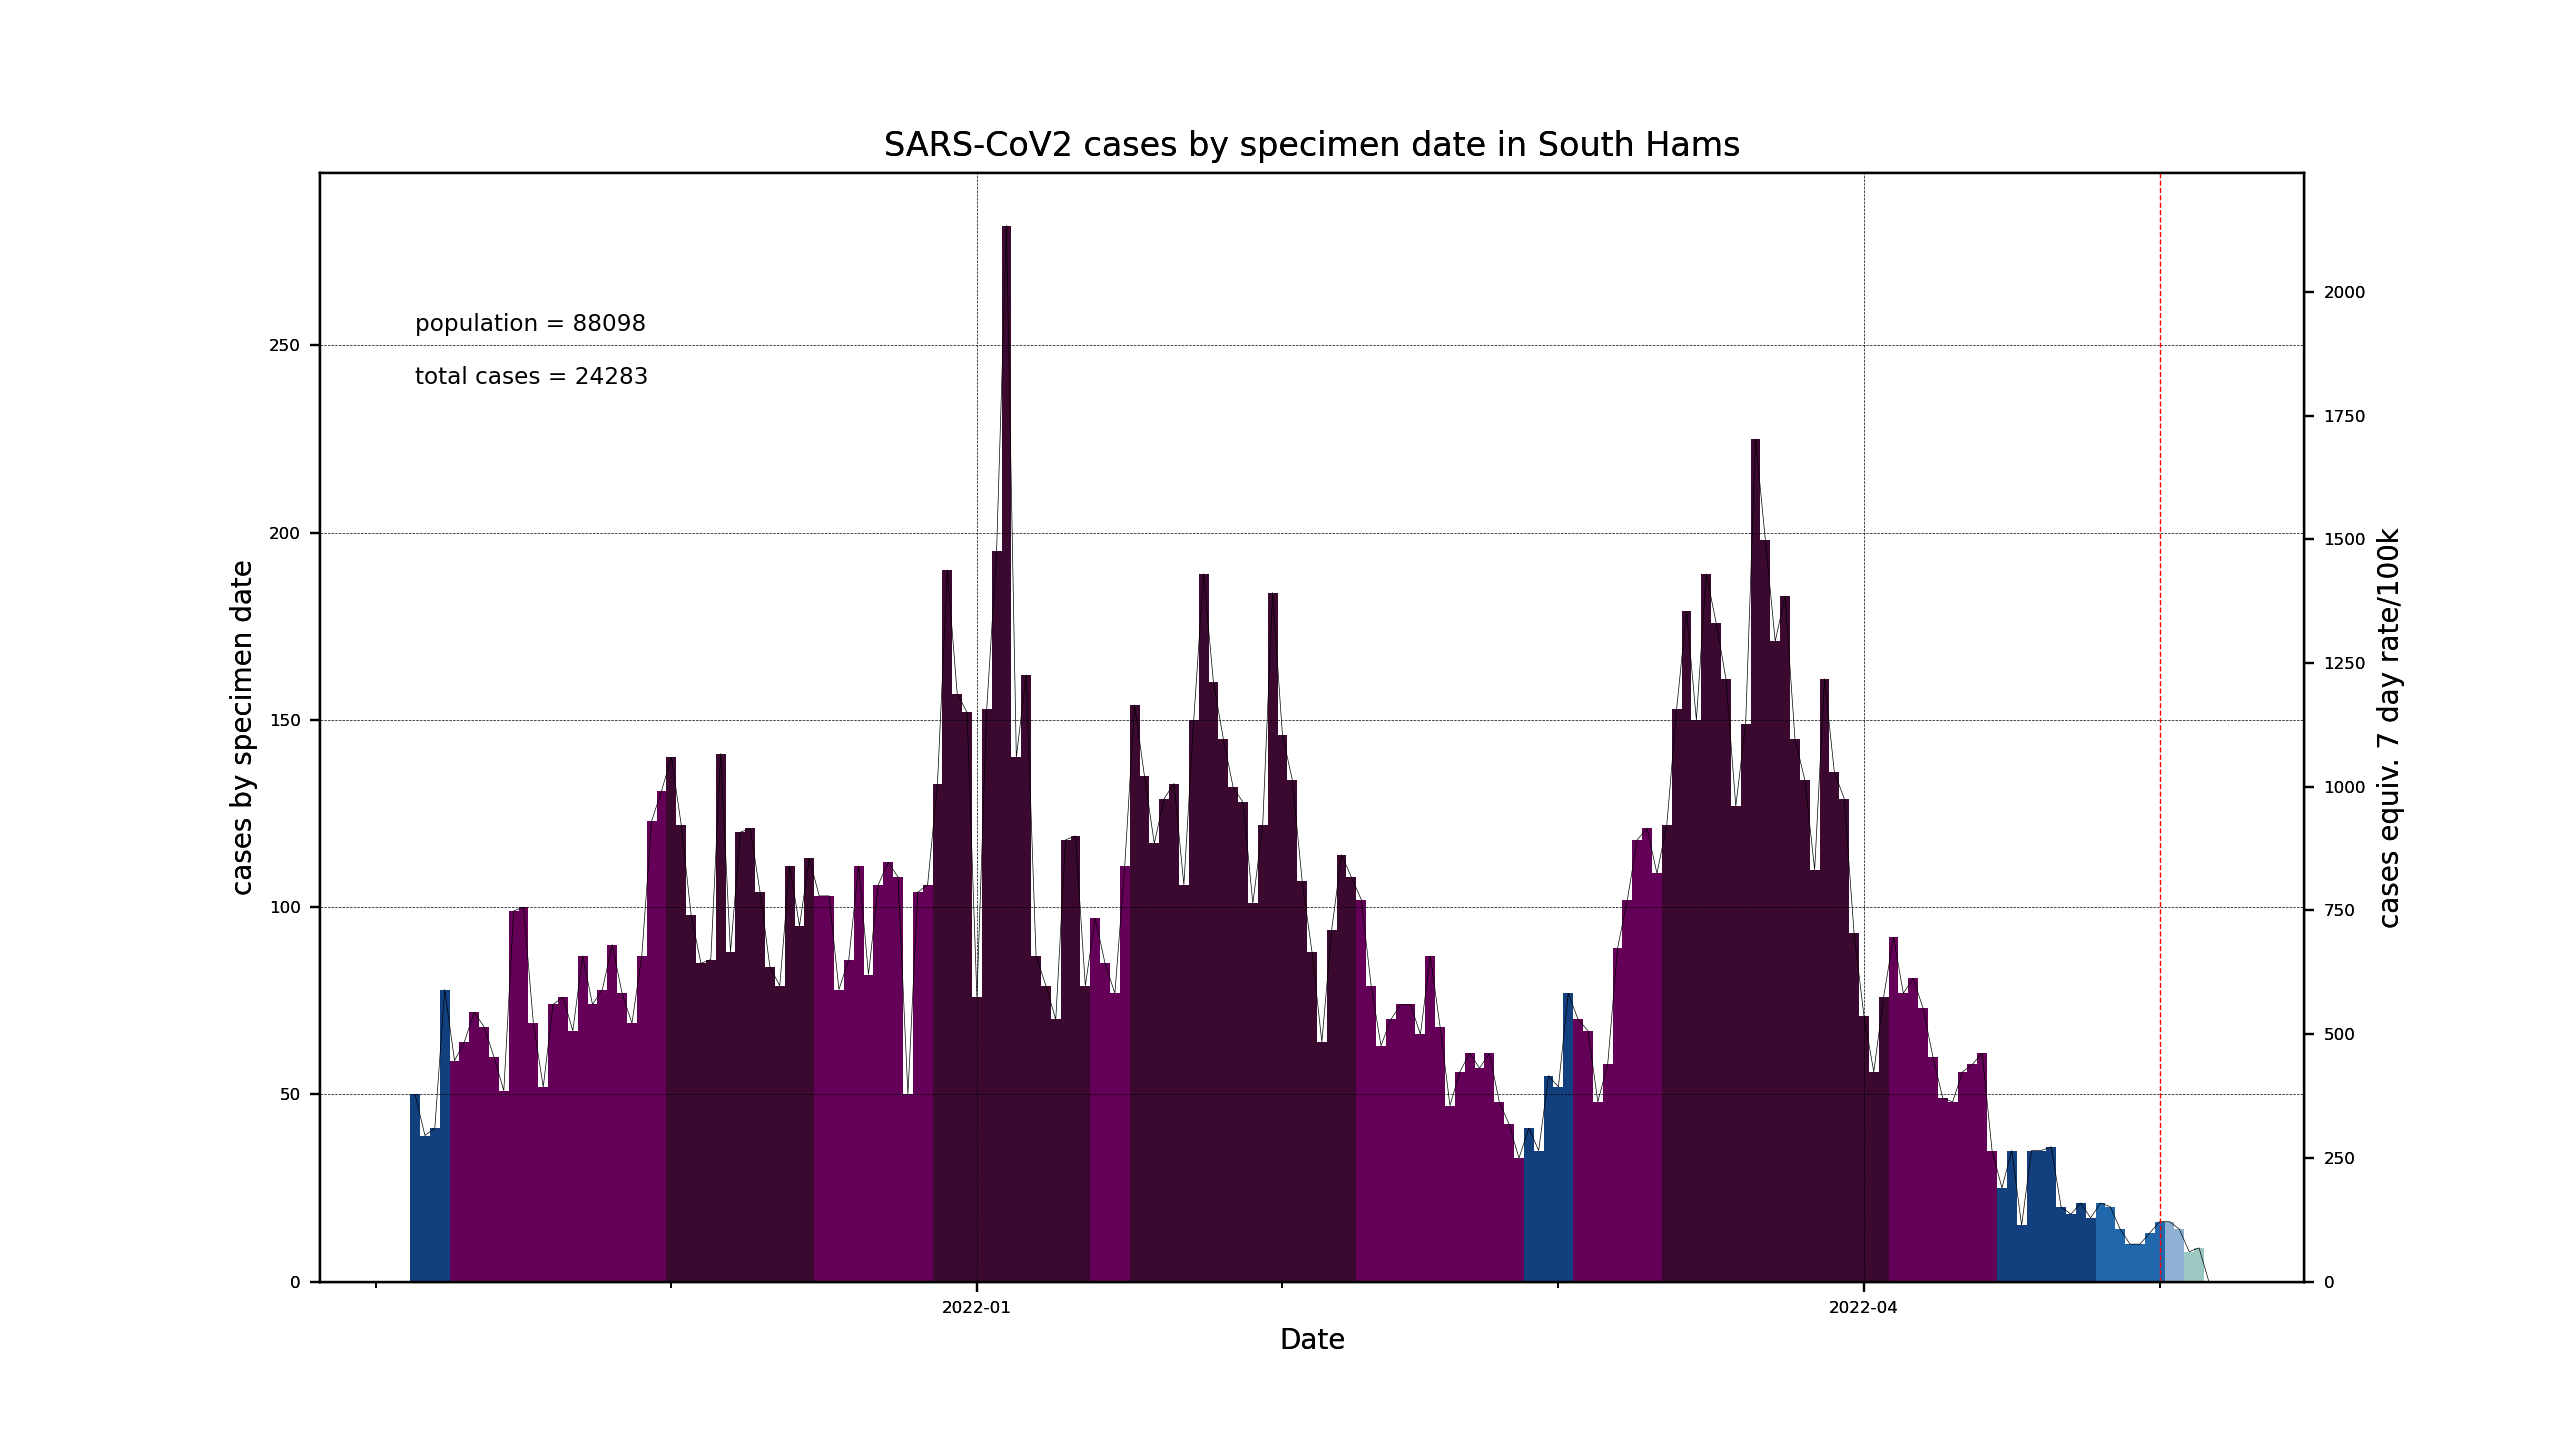 SARS-CoV2 cases by specimen date in South Hams
population = 88098
total cases = 24283
cases by specimen date
250
200
150
100
50
0
2000
1750
1500
1250
1000
750
500
250
0
cases equiv. 7 day rate/100k
2022-01
2022-04
Date